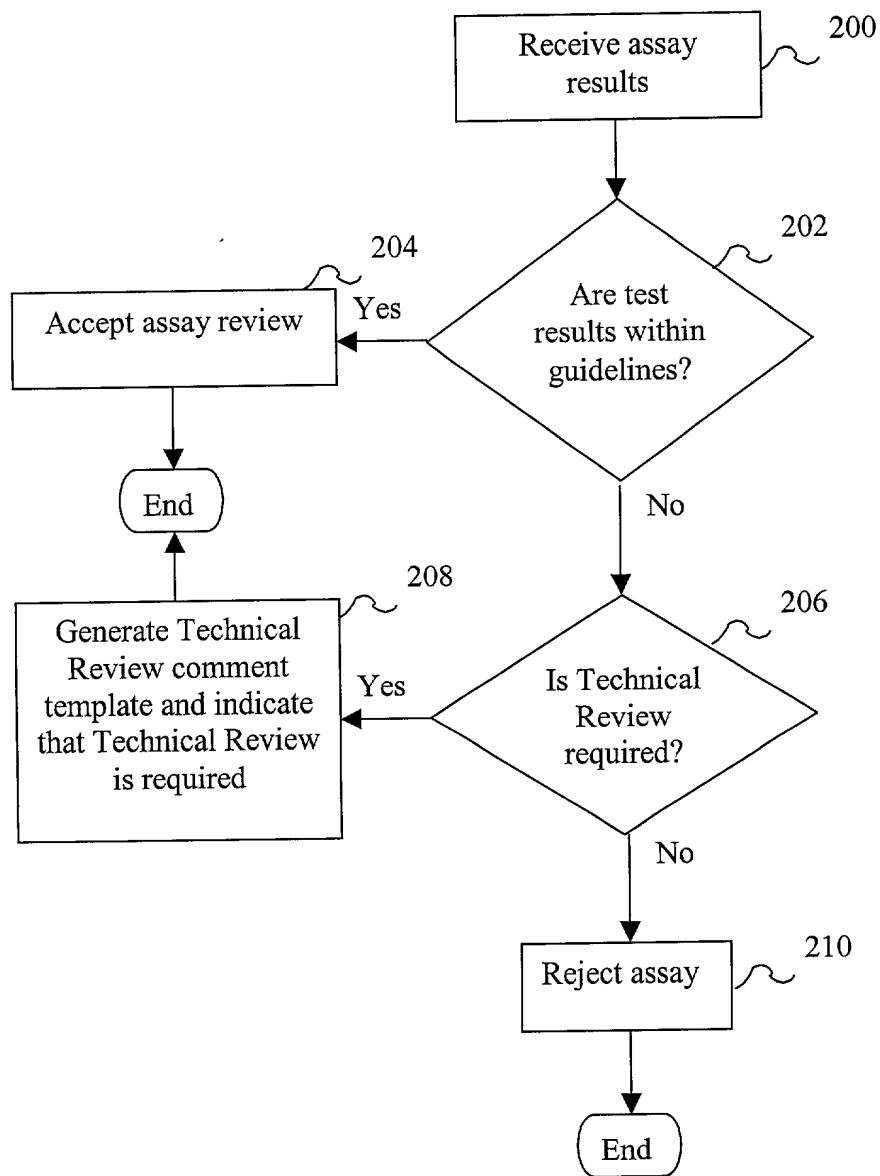 200
Receive assay
results
202
Are test
results within
guidelines?
204
Yes
Accept assay review
End
No
208
Generate Technical
Review comment
template and indicate
that Technical Review
is required
Yes
206
Is Technical
Review
required?
No
210
Reject assay
End